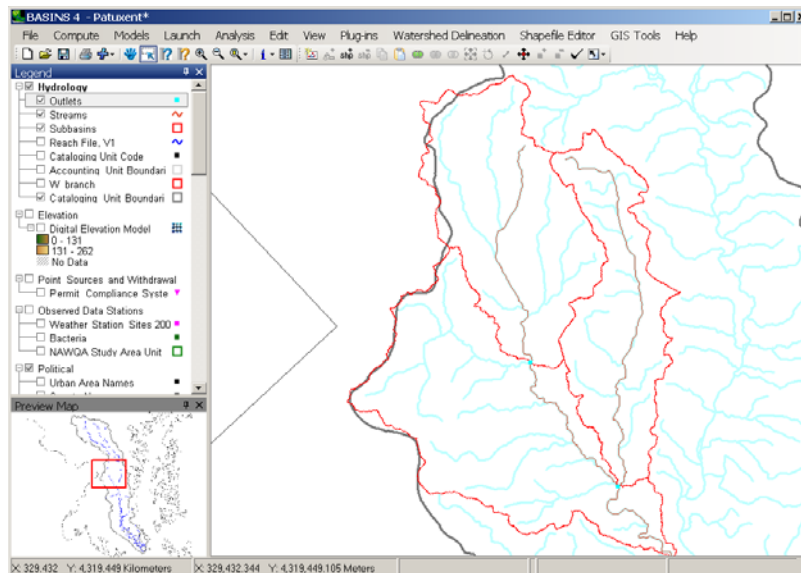 BASINS 4 - Patuxent*
File Compute Models Launch Analysis Edit View Plug-ins Watershed Delineation Shapefile Editor GIS Tools Help
Legend
Hydrology
Outlets
Streams
Subbasins
Reach File, V1
Cataloging Unit Code
Accounting Unit Boundari
W_branch
Cataloging Unit Boundari
Elevation
Digital Elevation Model
0 - 131
131 - 262
No Data
Point Sources and Withdrawal
Permit Compliance Syste
Observed Data Stations
Weather Station Sites 200
Bacteria
NAWQA Study Area Unit
Political
Urban Area Names
Preview Map
X: 329.432 Y: 4,319.449 Kilometers X: 329,432.344 Y: 4,319,449.105 Meters